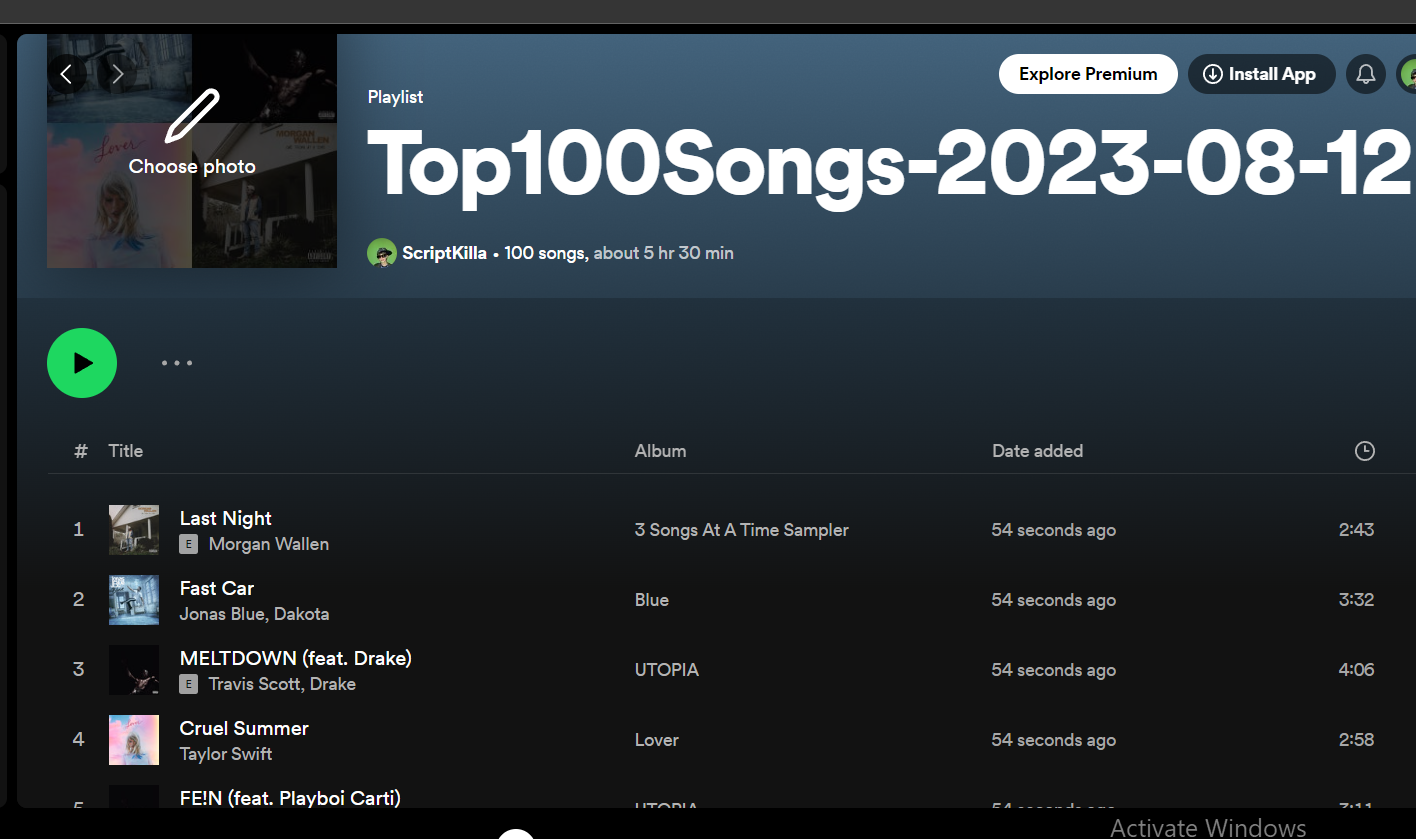 Explore Premium
Install App
Playlist
Top100Songs-2023-08-12
Lover
MORGAN
WALLEN
Choose photo
ScriptKilla • 100 songs, about 5 hr 30 min
# Title Album Date added
1 Last Night 3 Songs At A Time Sampler 54 seconds ago 2:43
E Morgan Wallen
2 Fast Car Blue 54 seconds ago 3:32
Jonas Blue, Dakota
3 MELTDOWN (feat. Drake) UTOPIA 54 seconds ago 4:06
E Travis Scott, Drake
4 Cruel Summer Lover 54 seconds ago 2:58
Taylor Swift
5 FE!N (feat. Playboi Carti) UTOPIA 54 seconds ago 3:11
Activate Windows